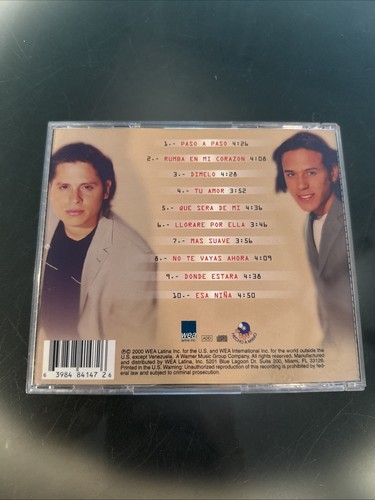 1.- PASO A PASO 4:26
2.- RUMBA EN MI CORAZON 4:08
3.- DIMELO 4:28
4.- TU AMOR 3:52
5.- QUE SERA DE MI 4:36
6.- LLORARE POR ELLA 3:46
7.- MAS SUAVE 3:56
8.- NO TE VAYAS AHORA 4:09
9.- DONDE ESTARA 4:38
10.- ESA NIÑA 4:50
wea
℗© 2000 WEA Latina Inc. for the U.S. and WEA International Inc. for the world outside the
U.S. except Venezuela. A Warner Music Group Company. Manufactured
and distributed by WEA Latina, Inc. 5201 Blue Lagoon Dr. Suite 200, Miami, FL 33126.
Printed in the U.S. Warning: Unauthorized reproduction of this recording is prohibited by fed-
eral law and subject to criminal prosecution.
6 3984 84147 2 6